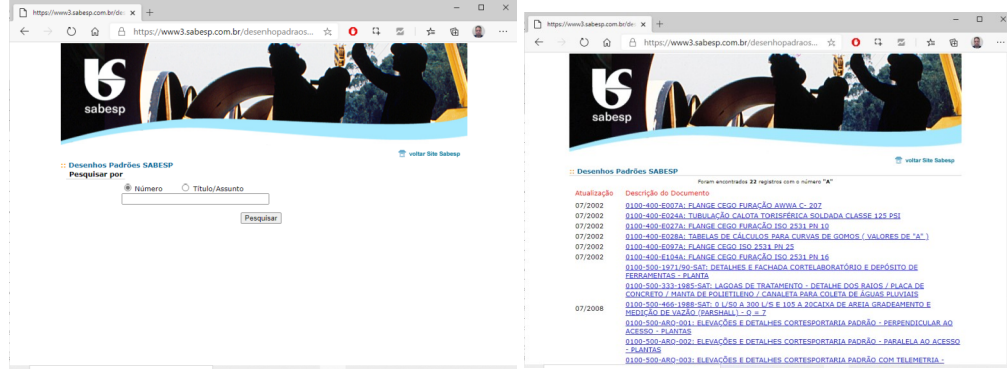 https://www3.sabesp.com.br/des
https://www3.sabesp.com.br/desenhopadraos...
sabesp
voltar Site Sabesp
:: Desenhos Padrões SABESP
Pesquisar por
Número Título/Assunto
Pesquisar
https://www3.sabesp.com.br/des
https://www3.sabesp.com.br/desenhopadraos...
sabesp
voltar Site Sabesp
:: Desenhos Padrões SABESP
Foram encontrados 22 registros com o número "A"
Atualização Descrição do Documento
07/2002 0100-400-E007A: FLANGE CEGO FURAÇÃO AWWA C- 207
07/2002 0100-400-E024A: TUBULAÇÃO CALOTA TORISFÉRICA SOLDADA CLASSE 125 PSI
07/2002 0100-400-E027A: FLANGE CEGO FURAÇÃO ISO 2531 PN 10
07/2002 0100-400-E028A: TABELAS DE CÁLCULOS PARA CURVAS DE GOMOS ( VALORES DE "A" )
07/2002 0100-400-E097A: FLANGE CEGO ISO 2531 PN 25
07/2002 0100-400-E104A: FLANGE CEGO FURAÇÃO ISO 2531 PN 16
0100-500-1971/90-SAT: DETALHES E FACHADA CORTELABORATÓRIO E DEPÓSITO DE
FERRAMENTAS - PLANTA
0100-500-333-1985-SAT: LAGOAS DE TRATAMENTO - DETALHE DOS RAIOS / PLACA DE
CONCRETO / MANTA DE POLIETILENO / CANALETA PARA COLETA DE ÁGUAS PLUVIAIS
07/2008 0100-500-466-1988-SAT: 0 L/S0 A 300 L/S E 105 A 20CAIXA DE AREIA GRADEAMENTO E
MEDIÇÃO DE VAZÃO (PARSHALL) - Q = 7
0100-500-ARQ-001: ELEVAÇÕES E DETALHES CORTESPORTARIA PADRÃO - PERPENDICULAR AO
ACESSO - PLANTAS
0100-500-ARQ-002: ELEVAÇÕES E DETALHES CORTESPORTARIA PADRÃO - PARALELA AO ACESSO
- PLANTAS
0100-500-ARQ-003: ELEVAÇÕES E DETALHES CORTESPORTARIA PADRÃO COM TELEMETRIA -